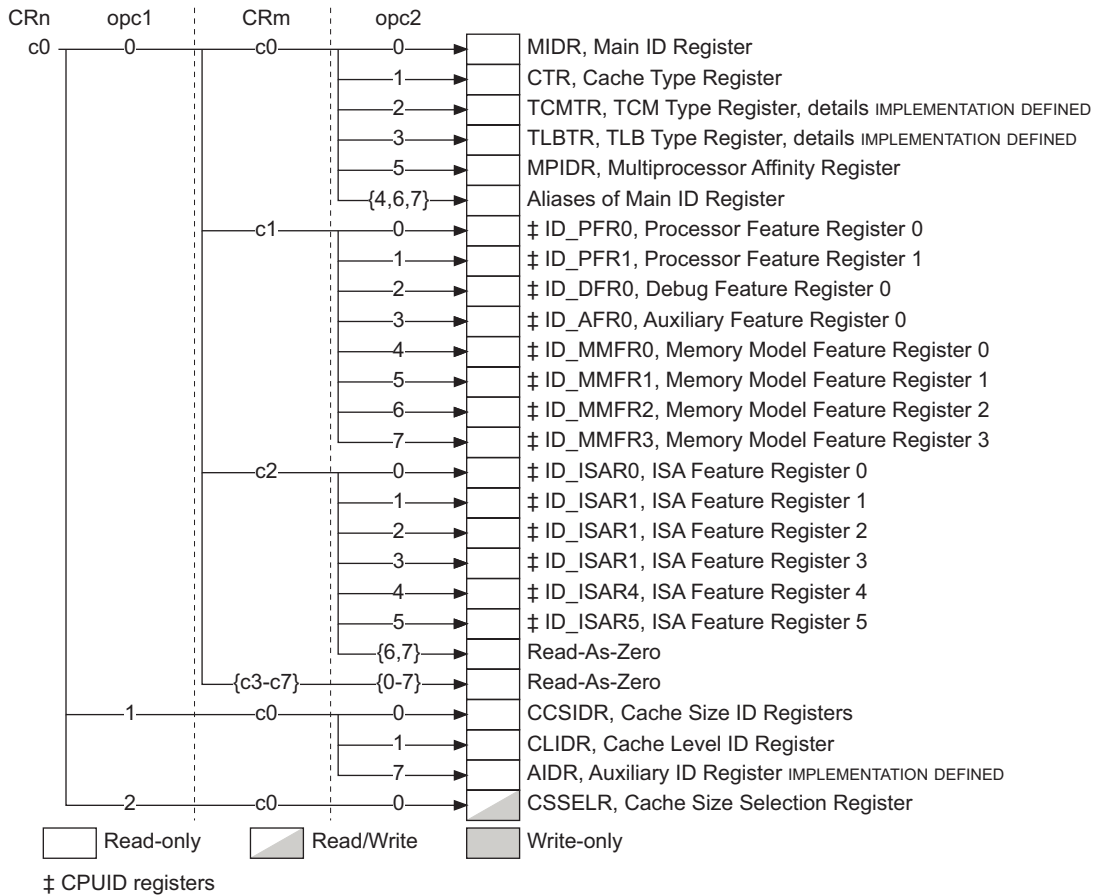 CRn opc1 CRm opc2
c0 0 c0 0 MIDR, Main ID Register
1 CTR, Cache Type Register
2 TCMTR, TCM Type Register, details IMPLEMENTATION DEFINED
3 TLBTR, TLB Type Register, details IMPLEMENTATION DEFINED
5 MPIDR, Multiprocessor Affinity Register
{4,6,7} Aliases of Main ID Register
c1 0 ‡ ID_PFR0, Processor Feature Register 0
1 ‡ ID_PFR1, Processor Feature Register 1
2 ‡ ID_DFR0, Debug Feature Register 0
3 ‡ ID_AFR0, Auxiliary Feature Register 0
4 ‡ ID_MMFR0, Memory Model Feature Register 0
5 ‡ ID_MMFR1, Memory Model Feature Register 1
6 ‡ ID_MMFR2, Memory Model Feature Register 2
7 ‡ ID_MMFR3, Memory Model Feature Register 3
c2 0 ‡ ID_ISAR0, ISA Feature Register 0
1 ‡ ID_ISAR1, ISA Feature Register 1
2 ‡ ID_ISAR1, ISA Feature Register 2
3 ‡ ID_ISAR1, ISA Feature Register 3
4 ‡ ID_ISAR4, ISA Feature Register 4
5 ‡ ID_ISAR5, ISA Feature Register 5
{6,7} Read-As-Zero
{c3-c7} {0-7} Read-As-Zero
1 c0 0 CCSIDR, Cache Size ID Registers
1 CLIDR, Cache Level ID Register
7 AIDR, Auxiliary ID Register IMPLEMENTATION DEFINED
2 c0 0 CSSELR, Cache Size Selection Register
Read-only Read/Write Write-only
‡ CPUID registers